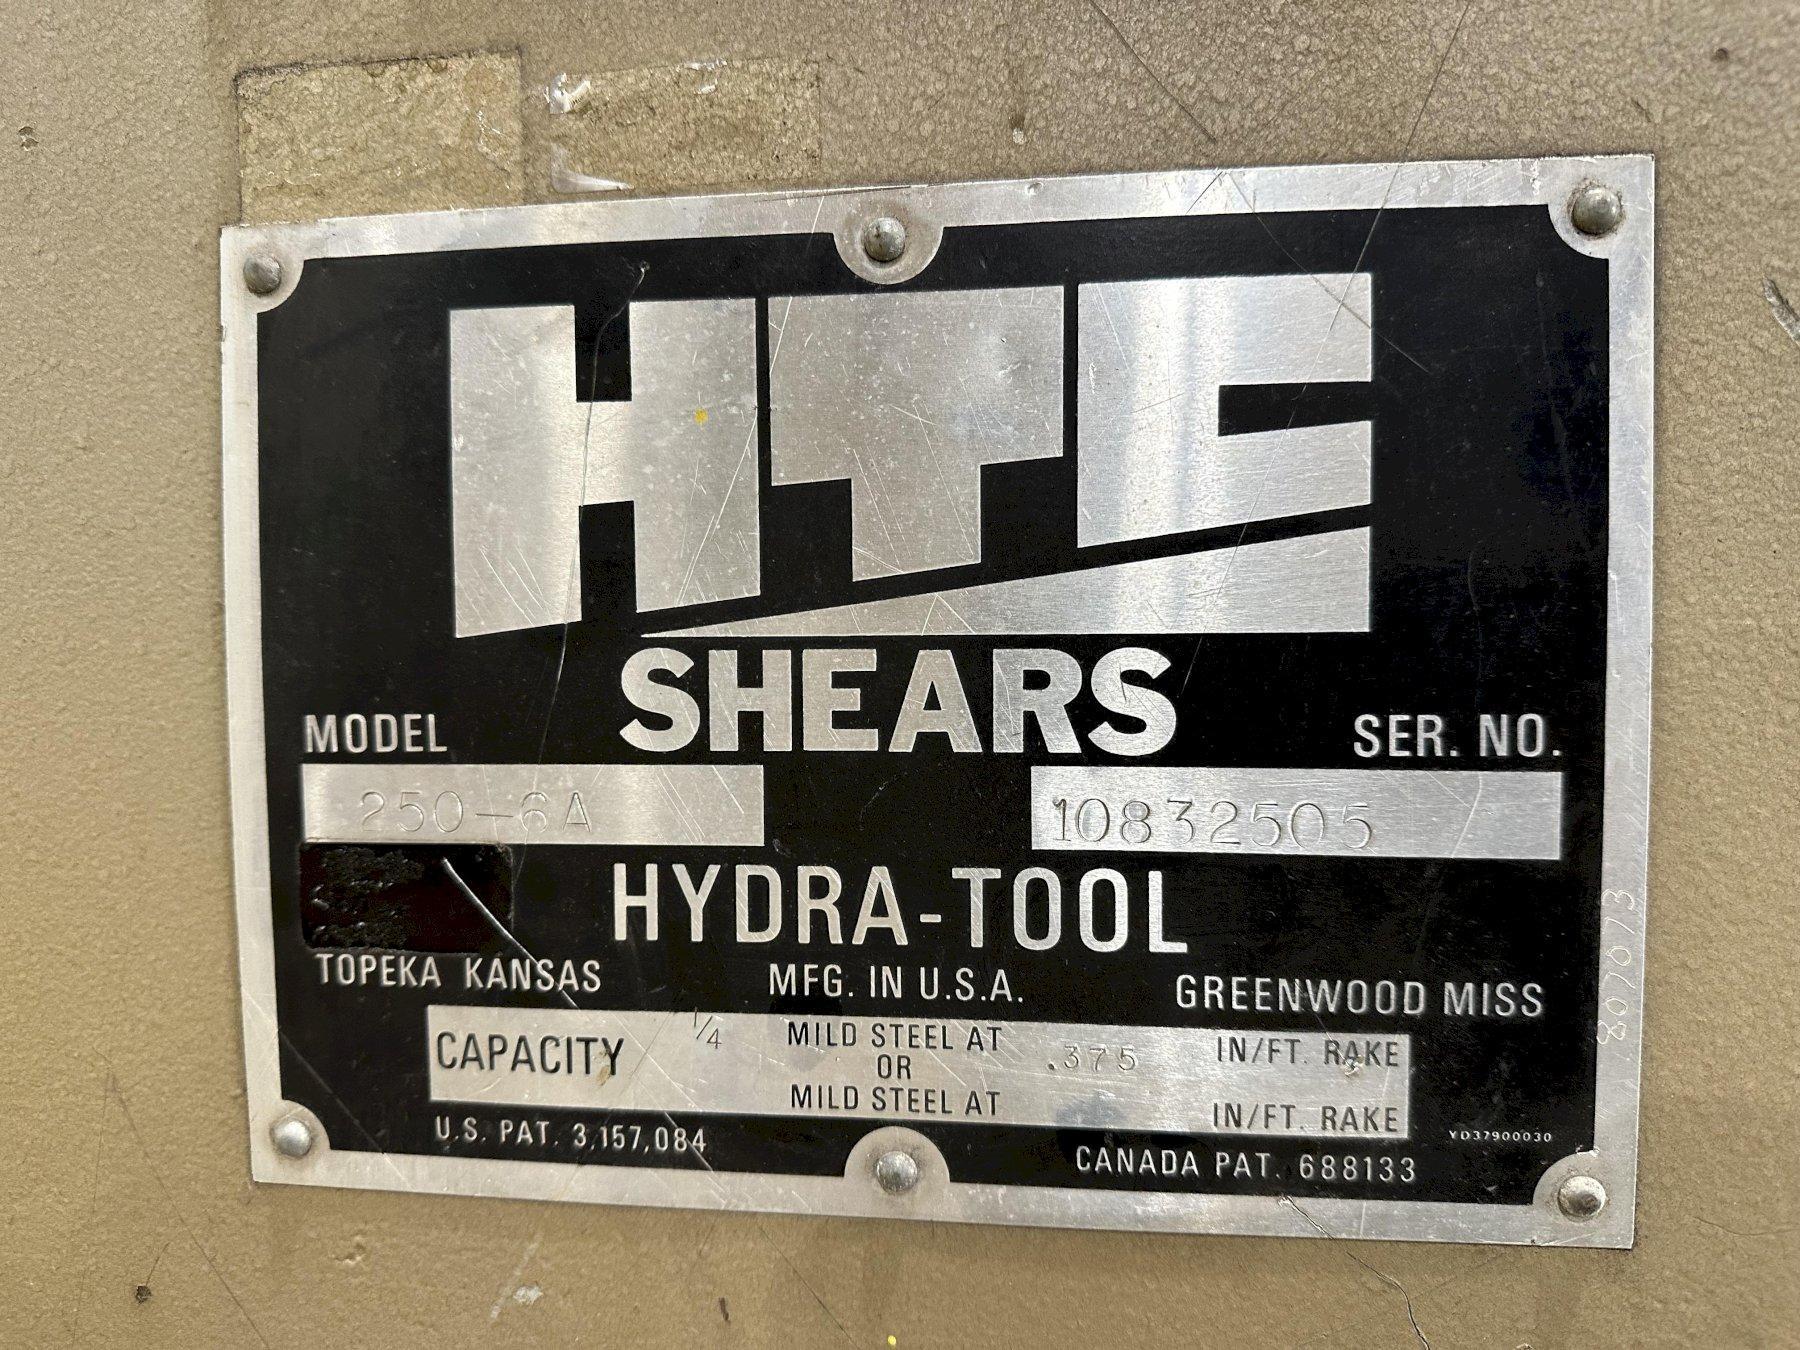 HTC
SHEARS
MODEL SER. NO.
250-6A 10832505
HYDRA-TOOL
TOPEKA KANSAS MFG. IN U.S.A. GREENWOOD MISS
CAPACITY 1/4 MILD STEEL AT .375 IN/FT. RAKE
OR
MILD STEEL AT IN/FT. RAKE
U.S. PAT. 3,157,084 CANADA PAT. 688133
YD37900030